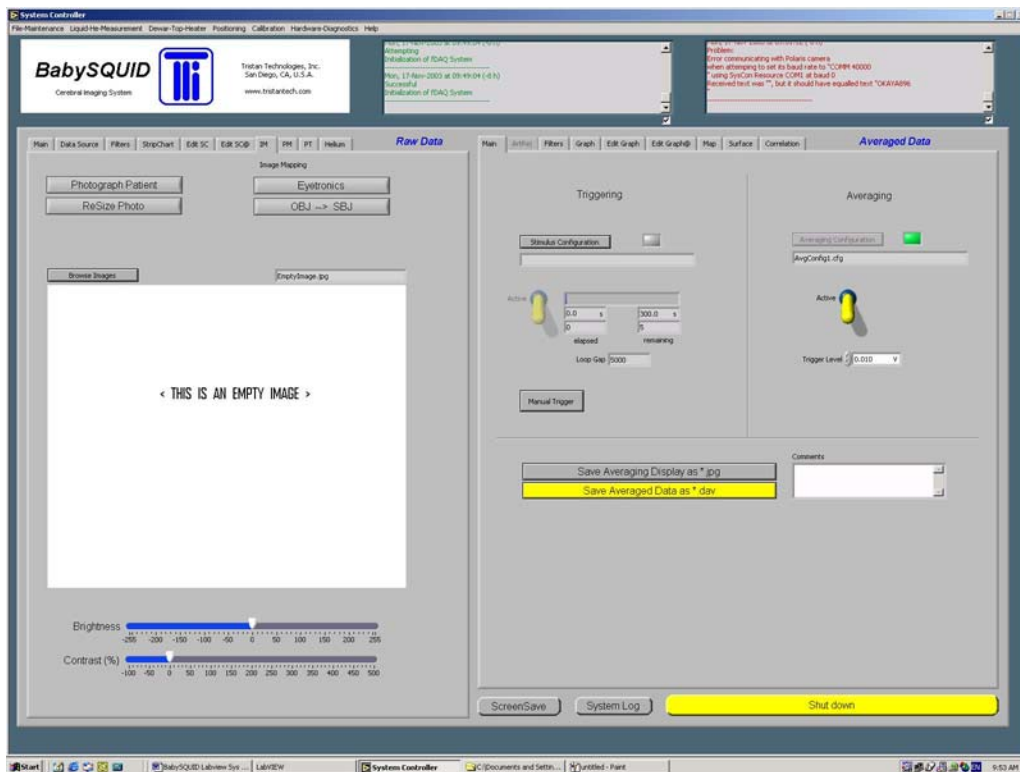 System Controller
File-Maintenance Liquid-He-Measurement Dewar-Top-Heater Positioning Calibration Hardware-Diagnostics Help
BabySQUID
Cerebral Imaging System
Tristan Technologies, Inc.
San Diego, CA, U.S.A.
www.tristantech.com
Attempting
Initialization of fDAQ System
Mon, 17-Nov-2003 at 09:49:04 (-8 h)
Successful
Initialization of fDAQ System
Problem:
Error communicating with Polaris camera
when attempting to set its baud rate to "COMM 40000
" using SysCon Resource COM1 at baud 0
Received text was "", but it should have equalled text "OKAYA896
"
Main Data Source Filters StripChart Edit SC Edit SC@ IM PM PT Helium Raw Data
Image Mapping
Photograph Patient Eyetronics
ReSize Photo OBJ --> SBJ
Browse Images EmptyImage.jpg
< THIS IS AN EMPTY IMAGE >
Brightness
-255 -200 -150 -100 -50 0 50 100 150 200 255
Contrast (%)
-100 -50 0 50 100 150 200 250 300 350 400 450 500
Main Filters Graph Edit Graph Edit Graph@ Map Surface Correlation Averaged Data
Triggering
Averaging
Stimulus Configuration
Averaging Configuration
AvgConfig1.cfg
Active
0.0 s 300.0 s
0 5
elapsed remaining
Loop Gap 5000
Active
Trigger Level 0.010 V
Manual Trigger
Save Averaging Display as *.jpg
Save Averaged Data as *.dav
Comments
ScreenSave System Log Shut down
Start BabySQUID Labview Sys ... LabVIEW System Controller C:\Documents and Settin... untitled - Paint 9:53 AM